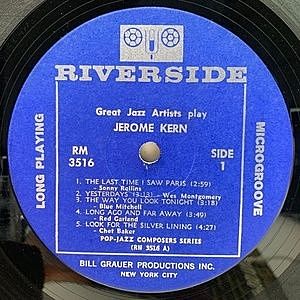 RIVERSIDE
Great Jazz Artists play
JEROME KERN
RM
3516
SIDE
1
LONG PLAYING
MICROGROOVE
1 THE LAST TIME I SAW PARIS (2:59)
- Sonny Rollins
2 YESTERDAYS (3:13) - Wes Montgomery
3 THE WAY YOU LOOK TONIGHT (3:18)
- Blue Mitchell
4 LONG AGO AND FAR AWAY (3:49)
- Red Garland
5 LOOK FOR THE SILVER LINING (4:27)
- Chet Baker
POP-JAZZ COMPOSERS SERIES
(RM 3516 A)
BILL GRAUER PRODUCTIONS INC.
NEW YORK CITY